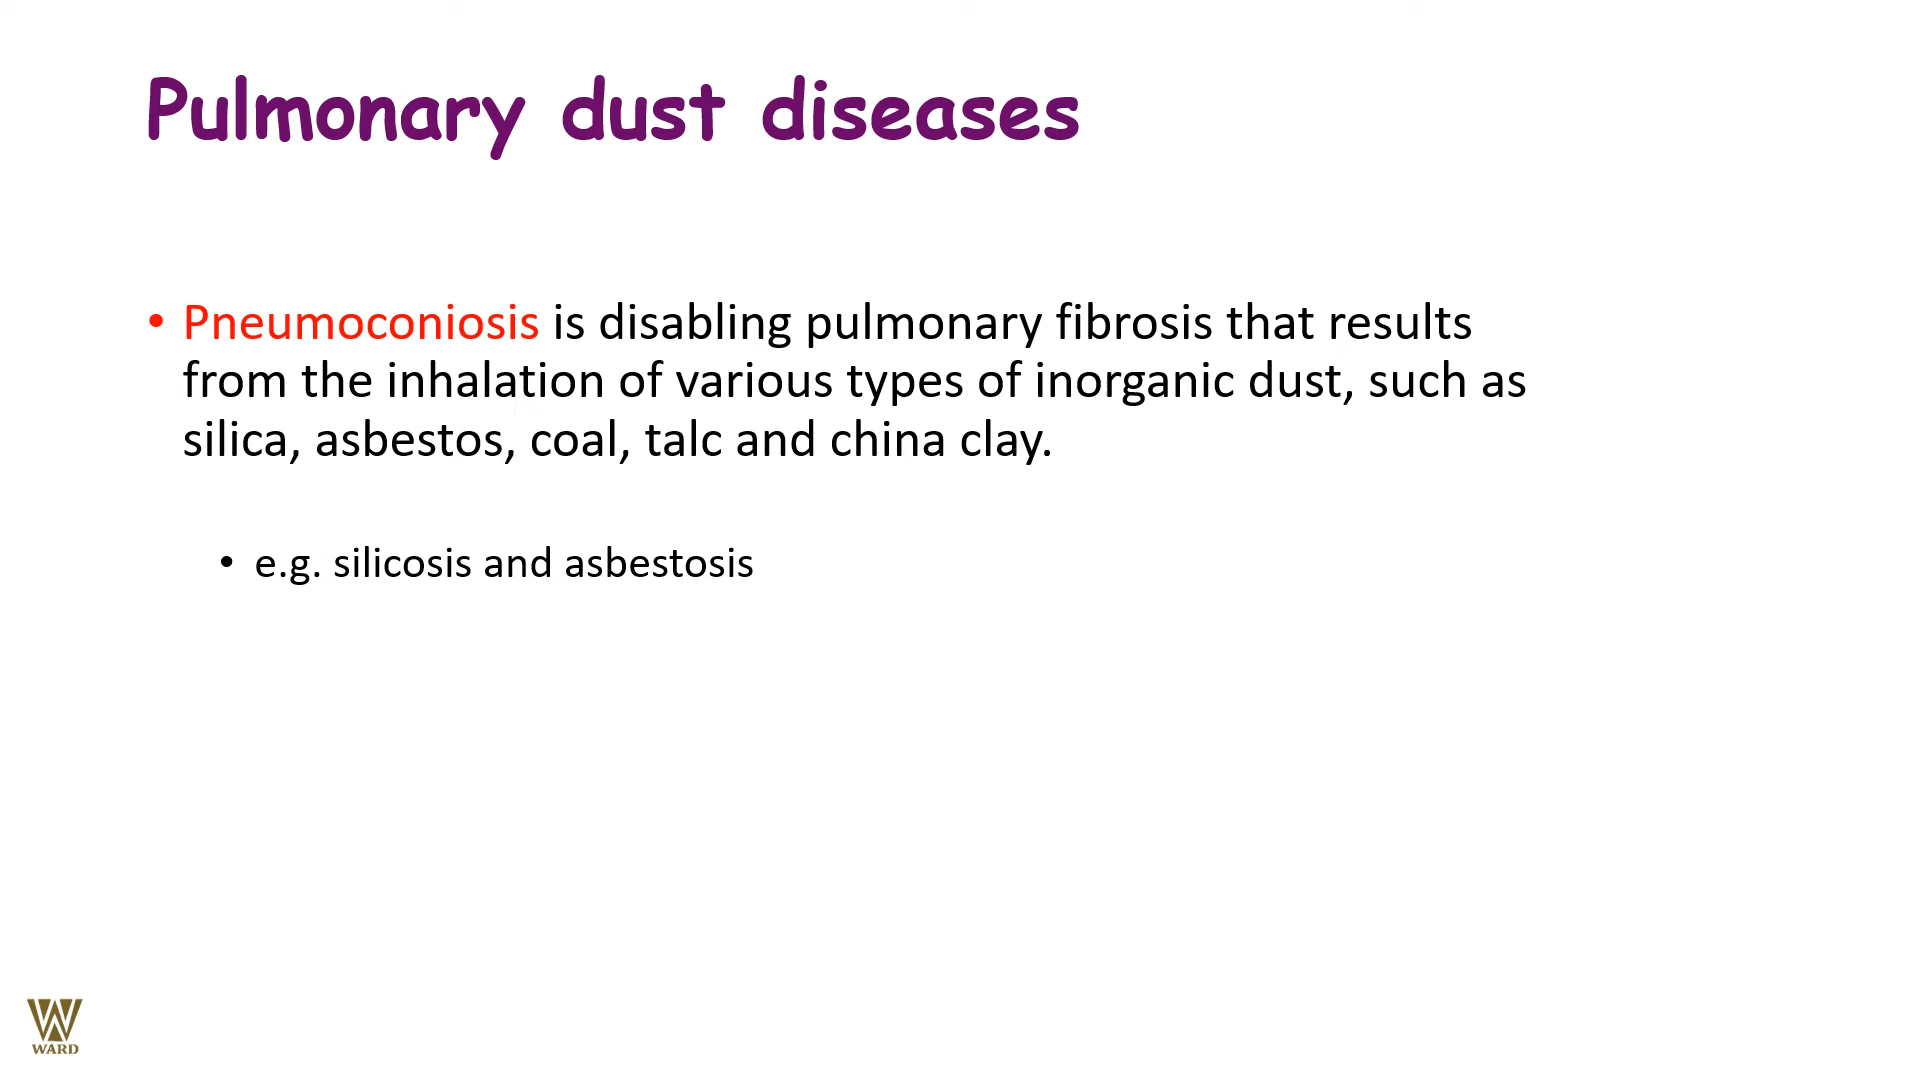 Pulmonary dust diseases
• Pneumoconiosis is disabling pulmonary fibrosis that results
from the inhalation of various types of inorganic dust, such as
silica, asbestos, coal, talc and china clay.
• e.g. silicosis and asbestosis
WARD